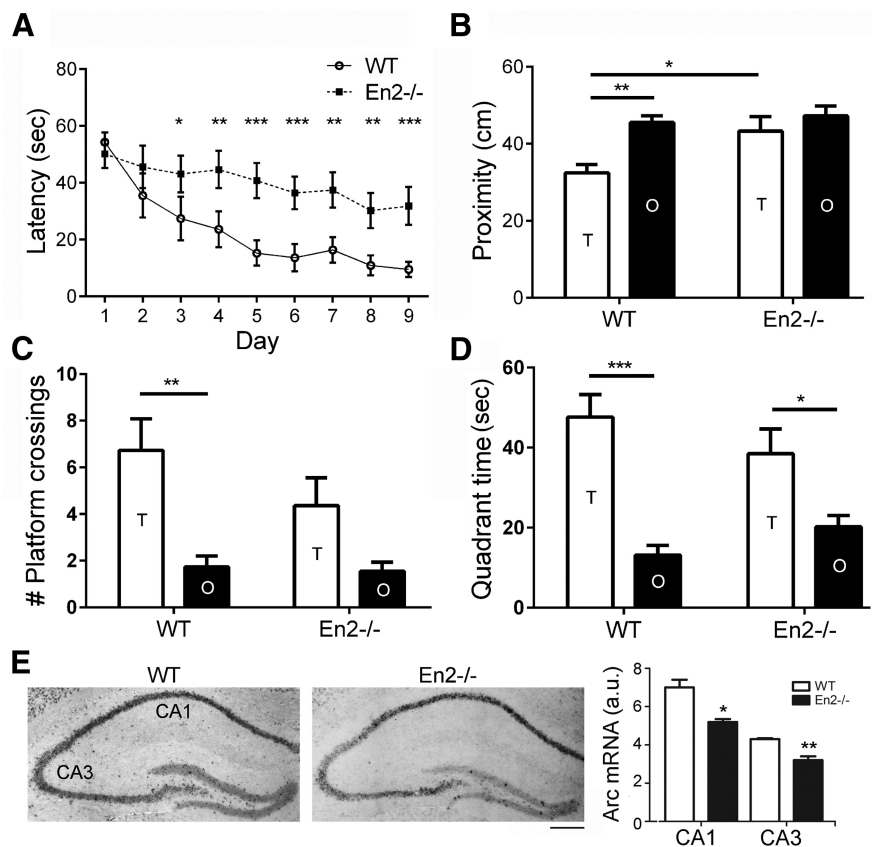 A
Latency (sec)
80
60
40
20
0
WT
En2-/-
* ** *** *** ** ** ***
1 2 3 4 5 6 7 8 9
Day
B
Proximity (cm)
60
40
20
0
*
**
T O T O
WT En2-/-
C
# Platform crossings
10
8
6
4
2
0
**
T O T O
WT En2-/-
D
Quadrant time (sec)
60
40
20
0
*** *
T O T O
WT En2-/-
E
WT
CA1
CA3
En2-/-
Arc mRNA (a.u.)
8
6
4
2
0
WT
En2-/-
* **
CA1 CA3